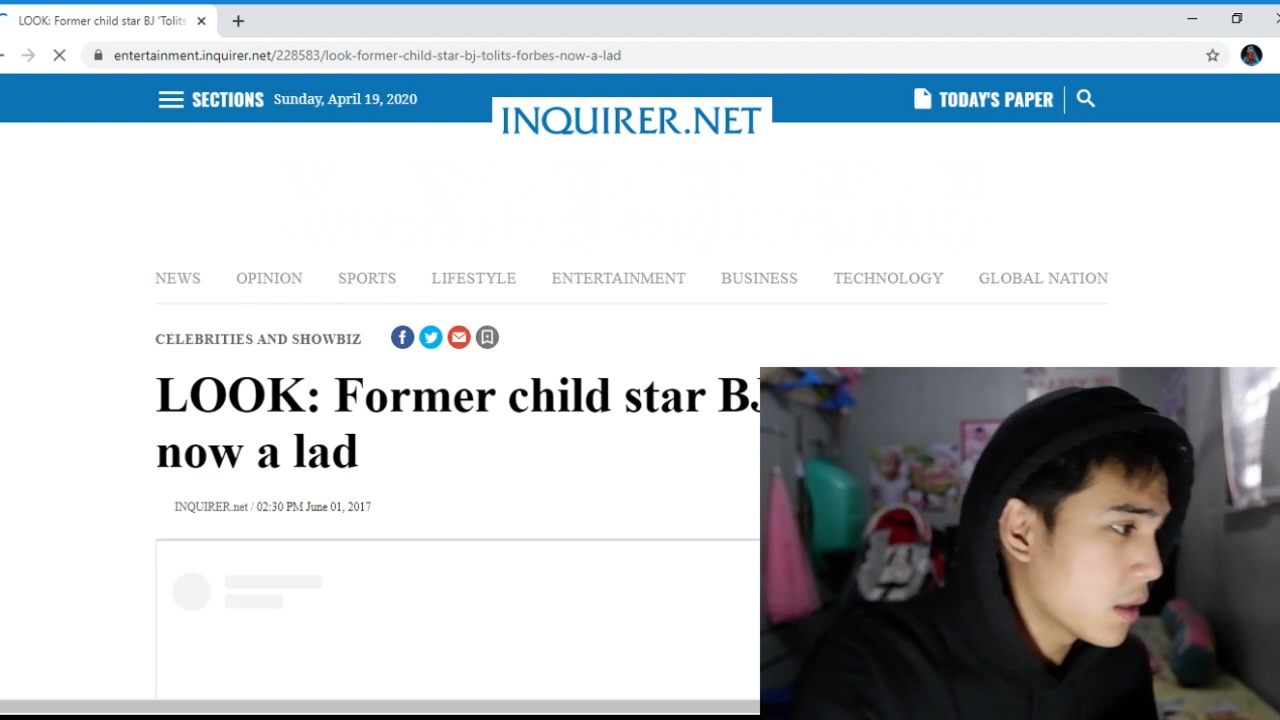 LOOK: Former child star BJ 'Tolits
entertainment.inquirer.net/228583/look-former-child-star-bj-tolits-forbes-now-a-lad
SECTIONS Sunday, April 19, 2020
INQUIRER.NET
TODAY'S PAPER
NEWS OPINION SPORTS LIFESTYLE ENTERTAINMENT BUSINESS TECHNOLOGY GLOBAL NATION
CELEBRITIES AND SHOWBIZ
LOOK: Former child star BJ
now a lad
INQUIRER.net / 02:30 PM June 01, 2017